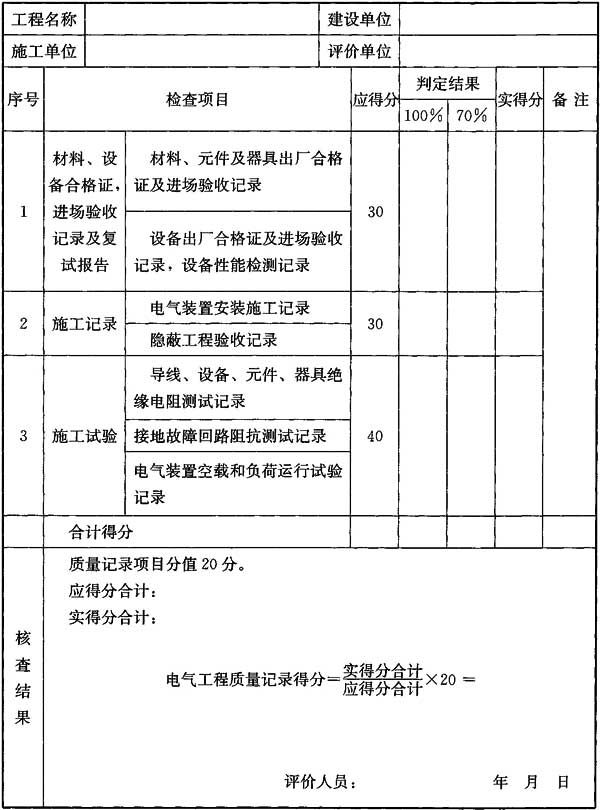 工程名称 建设单位
施工单位 评价单位
序号 检查项目 应得分 判定结果 实得分 备注
100% 70%
1 材料、设备合格证，进场验收记录及复试报告 材料、元件及器具出厂合格证及进场验收记录 30
设备出厂合格证及进场验收记录，设备性能检测记录
2 施工记录 电气装置安装施工记录 30
隐蔽工程验收记录
3 施工试验 导线、设备、元件、器具绝缘电阻测试记录 40
接地故障回路阻抗测试记录
电气装置空载和负荷运行试验记录
合计得分
核查结果
质量记录项目分值20分。
应得分合计：
实得分合计：
电气工程质量记录得分＝实得分合计/应得分合计×20＝
评价人员： 年 月 日